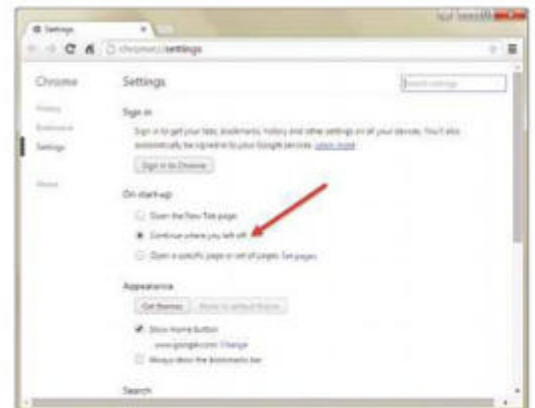 Settings
chrome://settings
Chrome
Settings
History
Extensions
Settings
About
Search settings
Sign in
Sign in to get your tabs, bookmarks, history and other settings on all your devices. You'll also
automatically be signed in to your Google services. Learn more
Sign in to Chrome
On start-up
Open the New Tab page
Continue where you left off
Open a specific page or set of pages. Set pages
Appearance
Get themes
Reset to default theme
Show Home button
www.google.com Change
Always show the bookmarks bar
Search